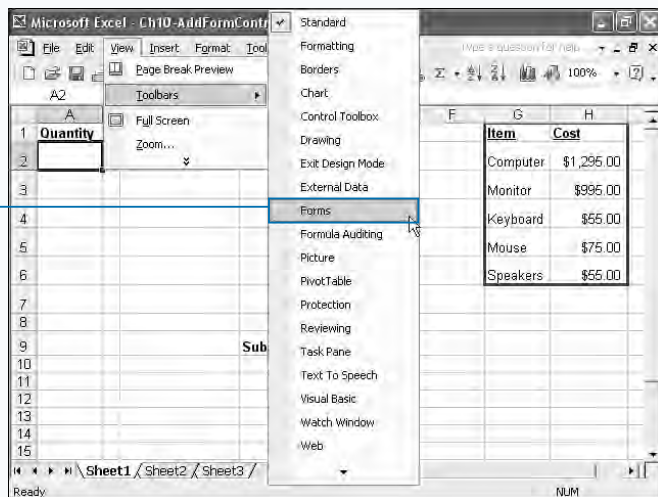 Microsoft Excel - Ch10-AddFormContr
File Edit View Insert Format Tool
Type a question for help
100%
A2
Page Break Preview
Toolbars
Full Screen
Zoom...
Standard
Formatting
Borders
Chart
Control Toolbox
Drawing
Exit Design Mode
External Data
Forms
Formula Auditing
Picture
PivotTable
Protection
Reviewing
Task Pane
Text To Speech
Visual Basic
Watch Window
Web
A F G H
1 Quantity Item Cost
2 Computer $1,295.00
3 Monitor $995.00
4 Keyboard $55.00
5 Mouse $75.00
6 Speakers $55.00
7
8
9 Sub
10
11
12
13
14
15
Sheet1 Sheet2 Sheet3
Ready NUM